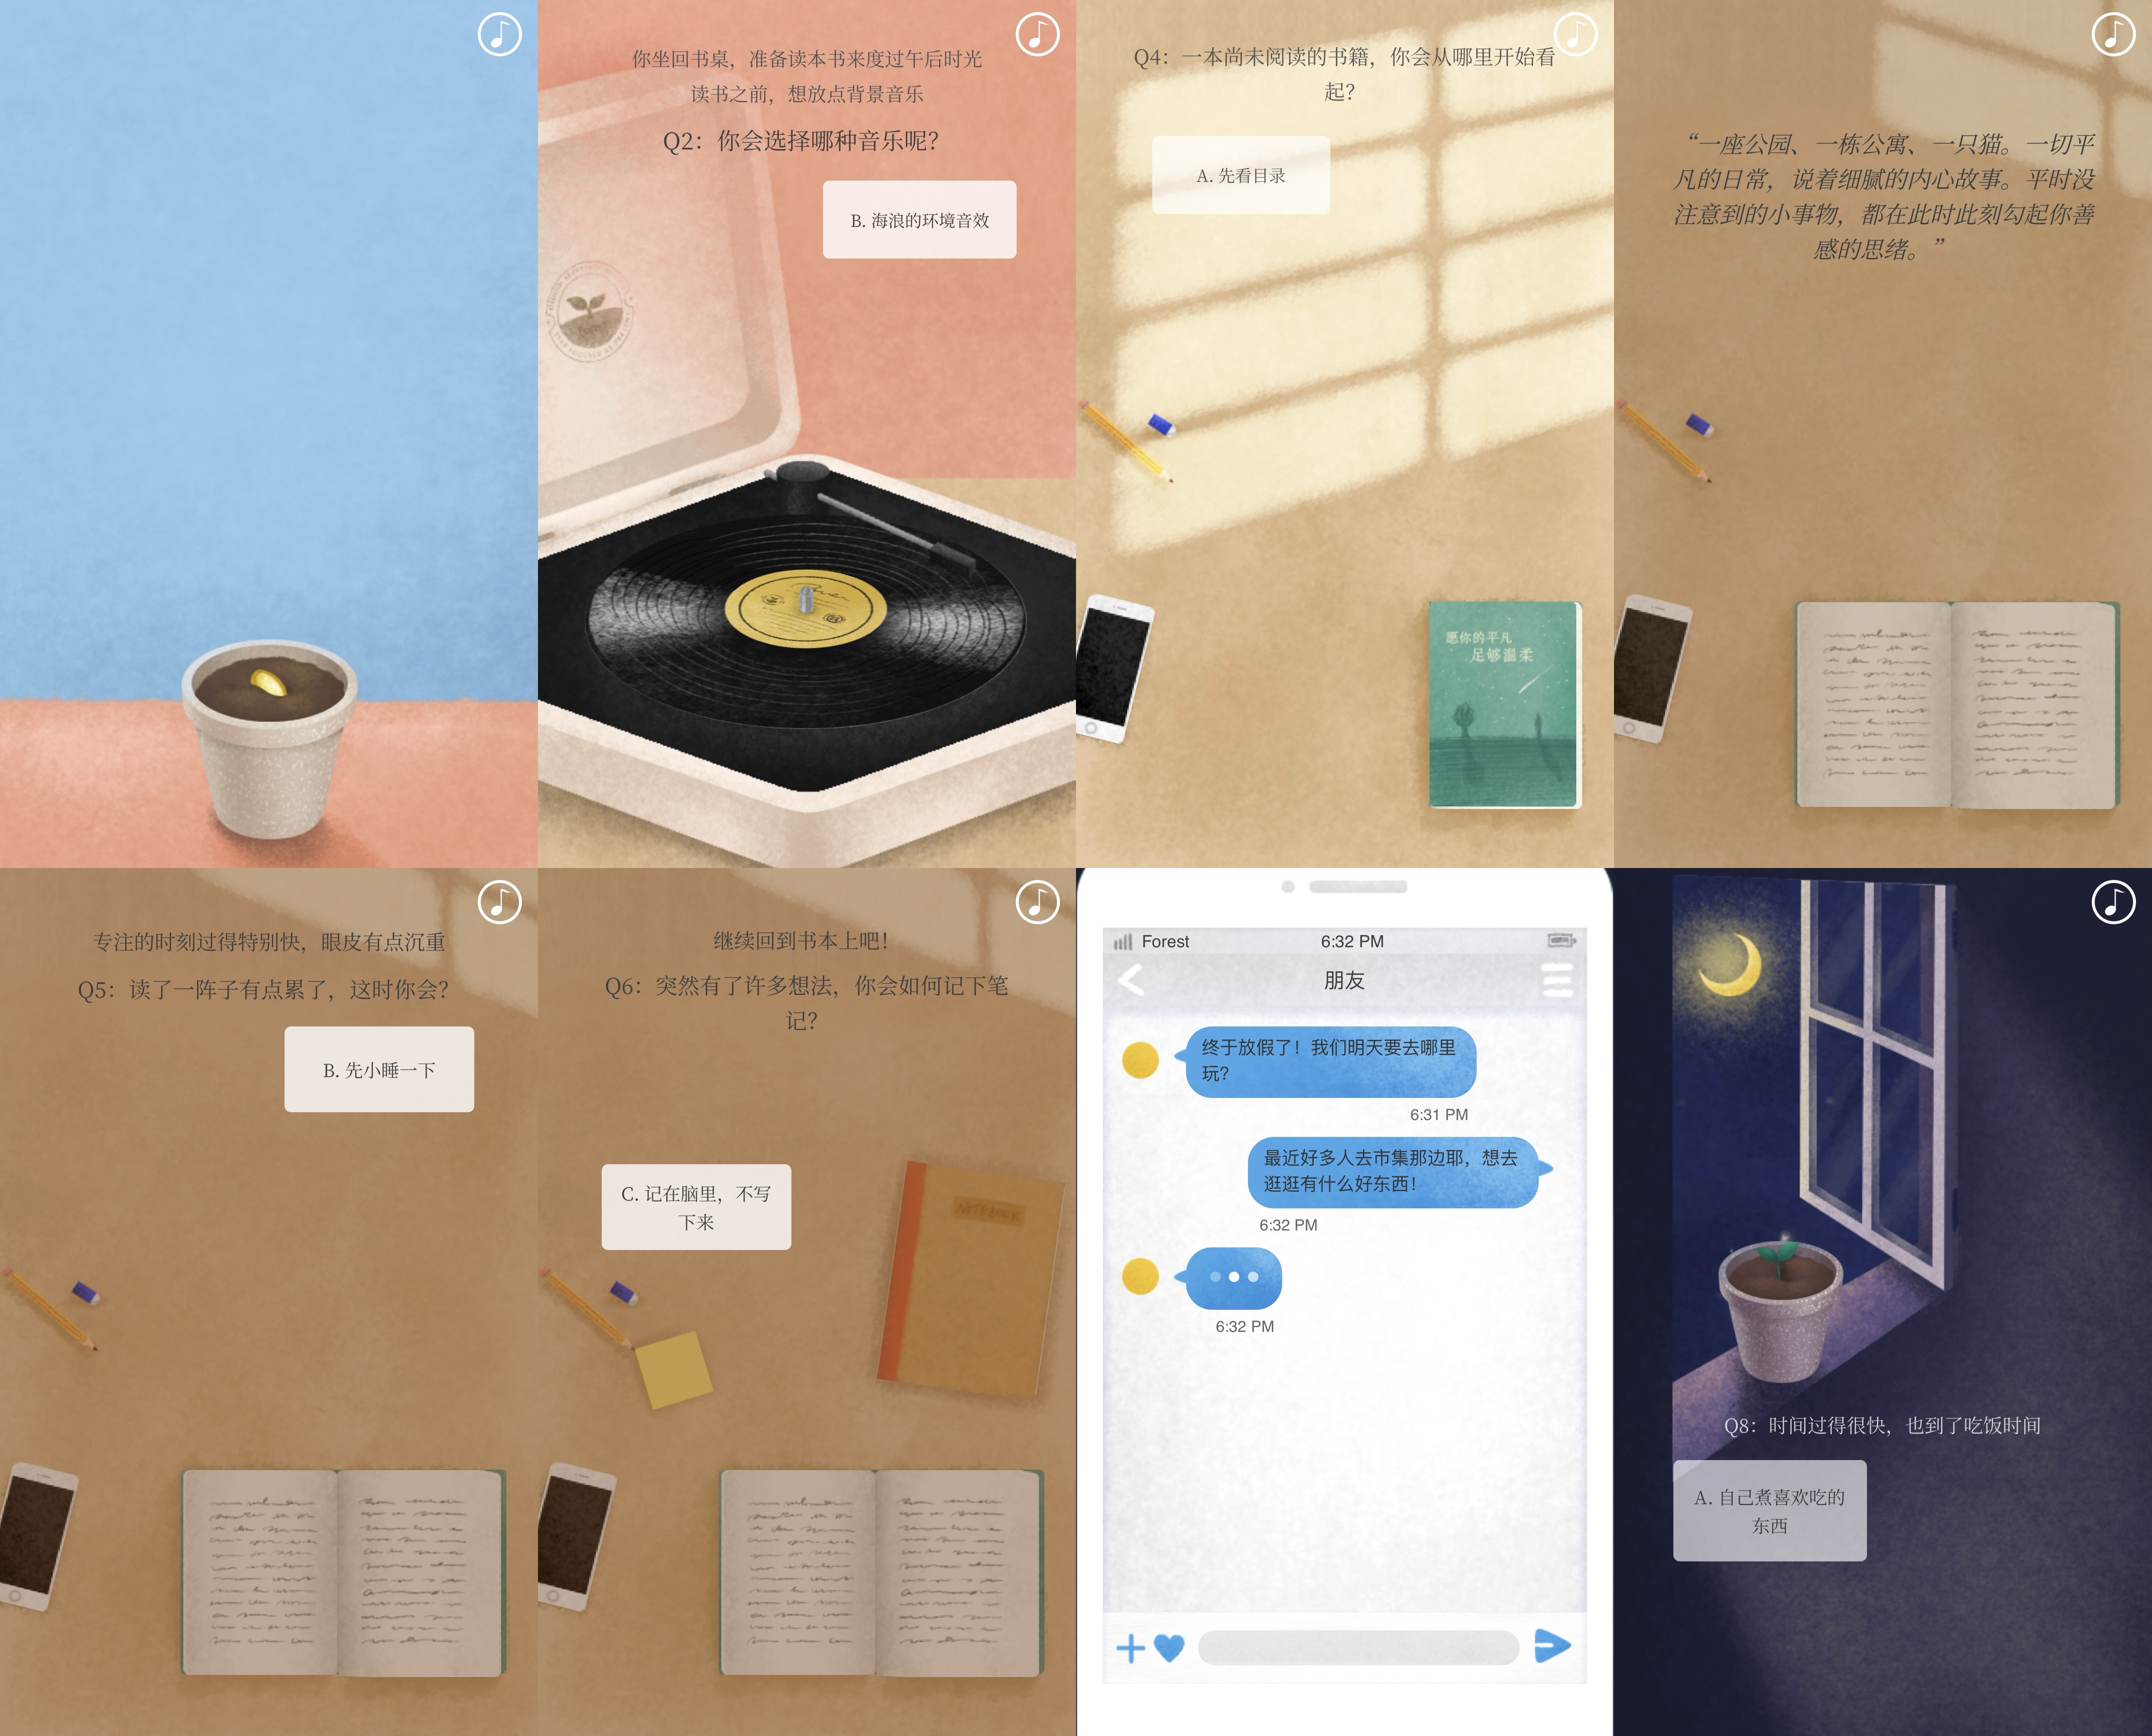 你坐回书桌，准备读本书来度过午后时光
读书之前，想放点背景音乐
Q2：你会选择哪种音乐呢？
B. 海浪的环境音效
Q4：一本尚未阅读的书籍，你会从哪里开始看
起？
A. 先看目录
愿你的平凡
足够温柔
“一座公园、一栋公寓、一只猫。一切平
凡的日常，说着细腻的内心故事。平时没
注意到的小事物，都在此时此刻勾起你善
感的思绪。”
专注的时刻过得特别快，眼皮有点沉重
Q5：读了一阵子有点累了，这时你会？
B. 先小睡一下
继续回到书本上吧！
Q6：突然有了许多想法，你会如何记下笔
记？
C. 记在脑里，不写
下来
NOTEBOOK
Forest 6:32 PM
朋友
终于放假了！我们明天要去哪里
玩？
6:31 PM
最近好多人去市集那边耶，想去
逛逛有什么好东西！
6:32 PM
6:32 PM
Q8：时间过得很快，也到了吃饭时间
A. 自己煮喜欢吃的
东西